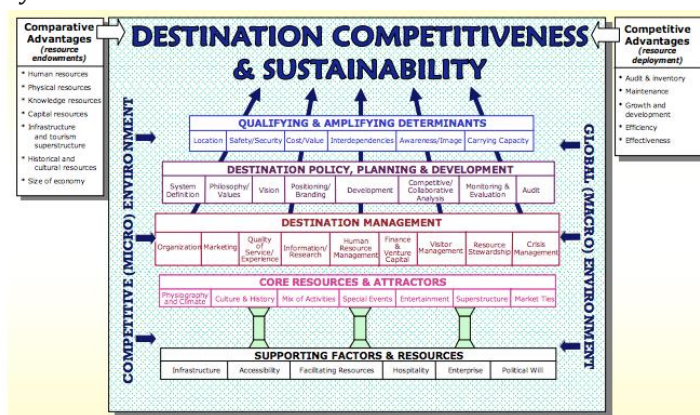 Comparative
Advantages
(resource
endowments)
* Human resources
* Physical resources
* Knowledge resources
* Capital resources
* Infrastructure
and tourism
superstructure
* Historical and
cultural resources
* Size of economy
DESTINATION COMPETITIVENESS
& SUSTAINABILITY
Competitive
Advantages
(resource
deployment)
* Audit & inventory
* Maintenance
* Growth and
development
* Efficiency
* Effectiveness
COMPETITIVE (MICRO) ENVIRONMENT
GLOBAL (MACRO) ENVIRONMENT
QUALIFYING & AMPLIFYING DETERMINANTS
Location Safety/Security Cost/Value Interdependencies Awareness/Image Carrying Capacity
DESTINATION POLICY, PLANNING & DEVELOPMENT
System
Definition
Philosophy/
Values
Vision
Positioning/
Branding
Development
Competitive/
Collaborative
Analysis
Monitoring &
Evaluation
Audit
DESTINATION MANAGEMENT
Organization
Marketing
Quality
of
Service/
Experience
Information/
Research
Human
Resource
Management
Finance
&
Venture
Capital
Visitor
Management
Resource
Stewardship
Crisis
Management
CORE RESOURCES & ATTRACTORS
Physiography
and Climate
Culture & History
Mix of Activities
Special Events
Entertainment
Superstructure
Market Ties
SUPPORTING FACTORS & RESOURCES
Infrastructure Accessibility Facilitating Resources Hospitality Enterprise Political Will